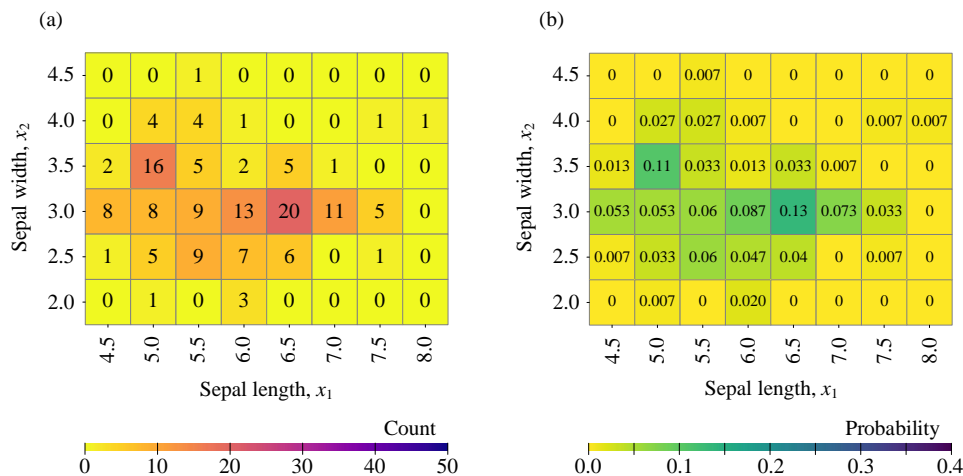 (a)
4.5 0 0 1 0 0 0 0 0
4.0 0 4 4 1 0 0 1 1
3.5 2 16 5 2 5 1 0 0
3.0 8 8 9 13 20 11 5 0
2.5 1 5 9 7 6 0 1 0
2.0 0 1 0 3 0 0 0 0
Sepal width, x2
4.5 5.0 5.5 6.0 6.5 7.0 7.5 8.0
Sepal length, x1
Count
0 10 20 30 40 50
(b)
4.5 0 0 0.007 0 0 0 0 0
4.0 0 0.027 0.027 0.007 0 0 0.007 0.007
3.5 0.013 0.11 0.033 0.013 0.033 0.007 0 0
3.0 0.053 0.053 0.06 0.087 0.13 0.073 0.033 0
2.5 0.007 0.033 0.06 0.047 0.04 0 0.007 0
2.0 0 0.007 0 0.020 0 0 0 0
Sepal width, x2
4.5 5.0 5.5 6.0 6.5 7.0 7.5 8.0
Sepal length, x1
Probability
0.0 0.1 0.2 0.3 0.4